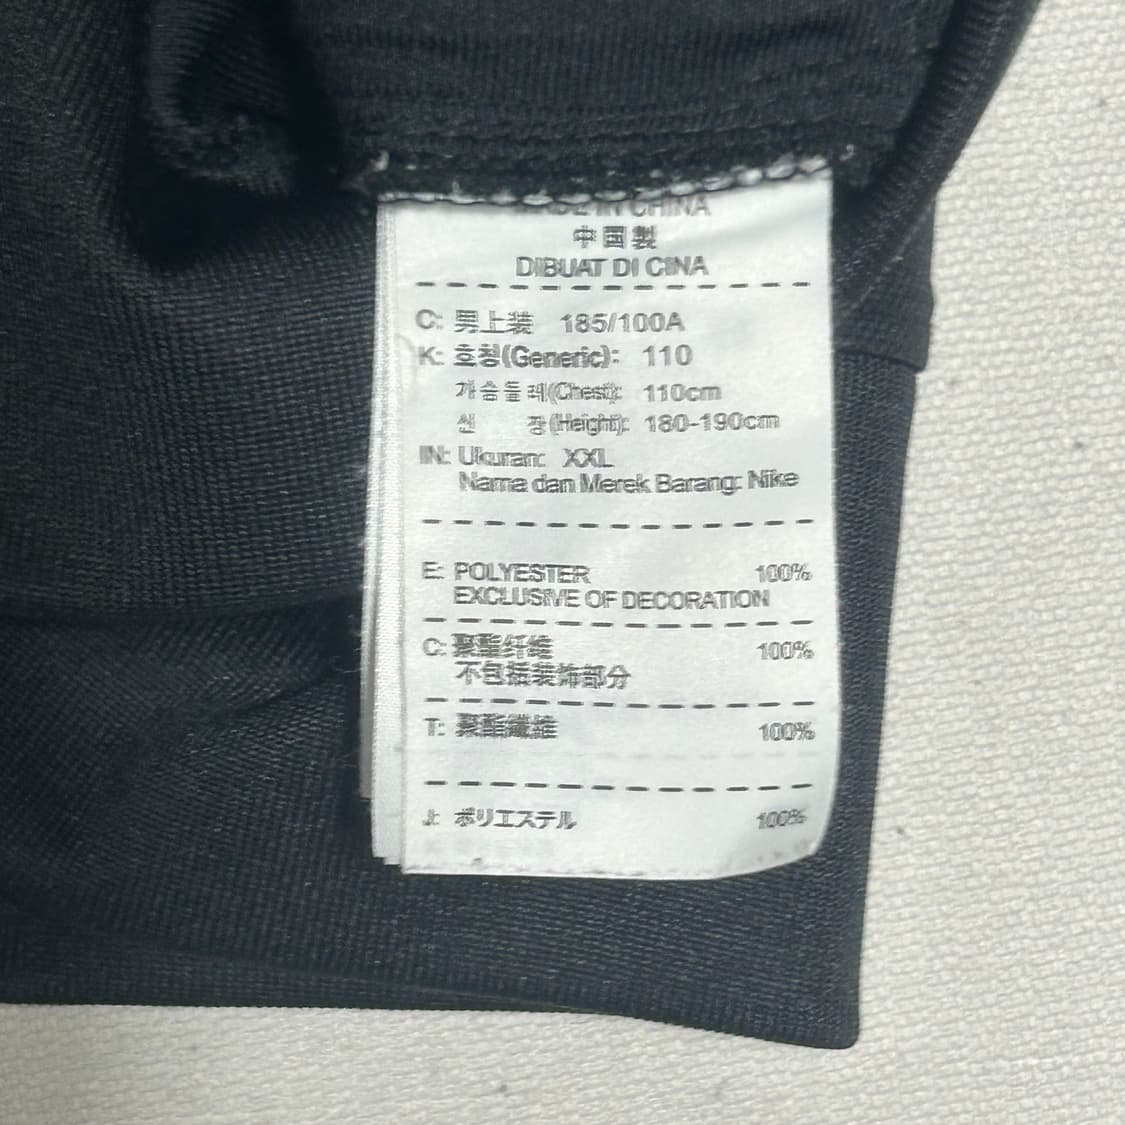 MADE IN CHINA
中国製
DIBUAT DI CINA
C: 男上装 185/100A
K: 호칭(Generic): 110
가슴둘레(Chest): 110cm
신 장(Height): 180-190cm
IN: Ukuran: XXL
Nama dan Merek Barang: Nike
E: POLYESTER 100%
EXCLUSIVE OF DECORATION
C: 聚酯纤维 100%
不包括装饰部分
T: 聚酯纖維 100%
J: ポリエステル 100%